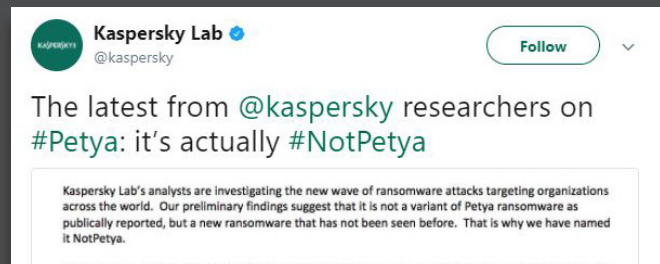 KASPERSKY
Kaspersky Lab
@kaspersky
Follow
The latest from @kaspersky researchers on
#Petya: it's actually #NotPetya
Kaspersky Lab's analysts are investigating the new wave of ransomware attacks targeting organizations
across the world.  Our preliminary findings suggest that it is not a variant of Petya ransomware as
publically reported, but a new ransomware that has not been seen before.  That is why we have named
it NotPetya.